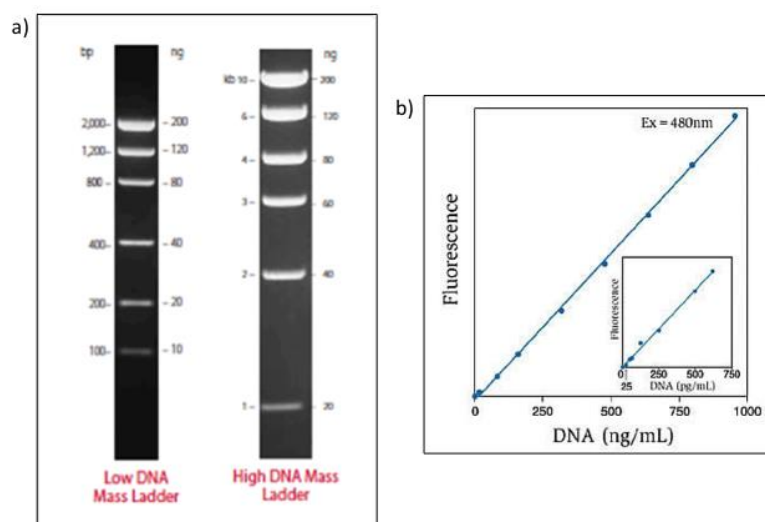 a)
bp ng
2,000- - 200
1,200- - 120
800- - 80
400- - 40
200- - 20
100- - 10
Low DNA
Mass Ladder
ng
kb 10 - - 200
6- - 120
4- - 80
3- - 60
2- - 40
1- - 20
High DNA Mass
Ladder
b)
Ex = 480nm
Fluorescence
0 250 500 750 1000
DNA (ng/mL)
Fluorescence
0 250 500 750
25
DNA (pg/mL)